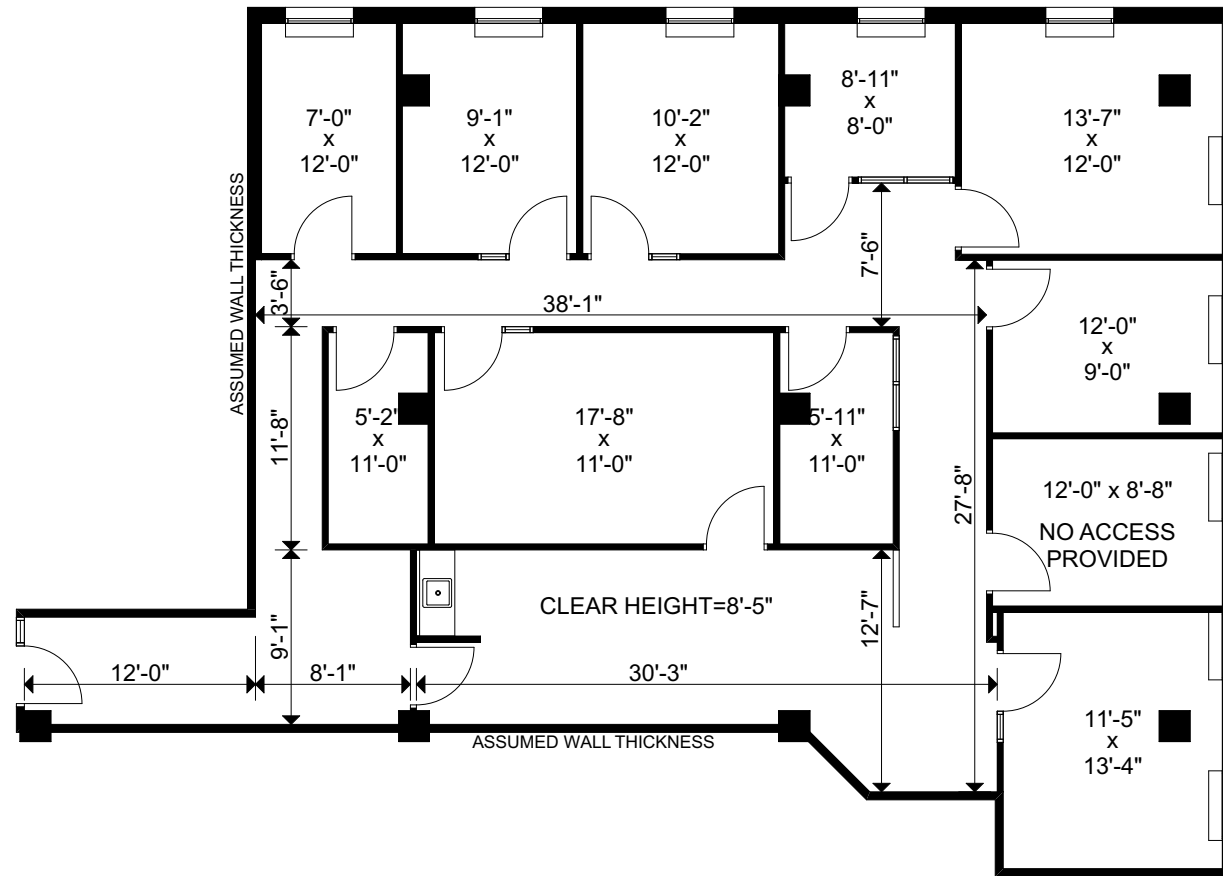 7'-0"
x
12'-0"
9'-1"
x
12'-0"
10'-2"
x
12'-0"
8'-11"
x
8'-0"
13'-7"
x
12'-0"
ASSUMED WALL THICKNESS
3'-6"
38'-1"
7'-6"
12'-0"
x
9'-0"
11'-8"
5'-2"
x
11'-0"
17'-8"
x
11'-0"
5'-11"
x
11'-0"
27'-8"
12'-0" x 8'-8"
NO ACCESS
PROVIDED
CLEAR HEIGHT=8'-5"
9'-1"
12'-7"
12'-0"
8'-1"
30'-3"
11'-5"
x
13'-4"
ASSUMED WALL THICKNESS